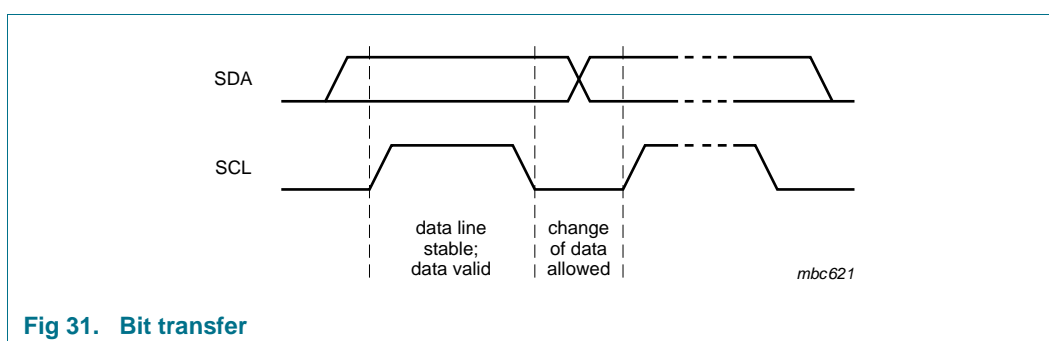 SDA
SCL
data line
stable;
data valid
change
of data
allowed
mbc621
Fig 31. Bit transfer